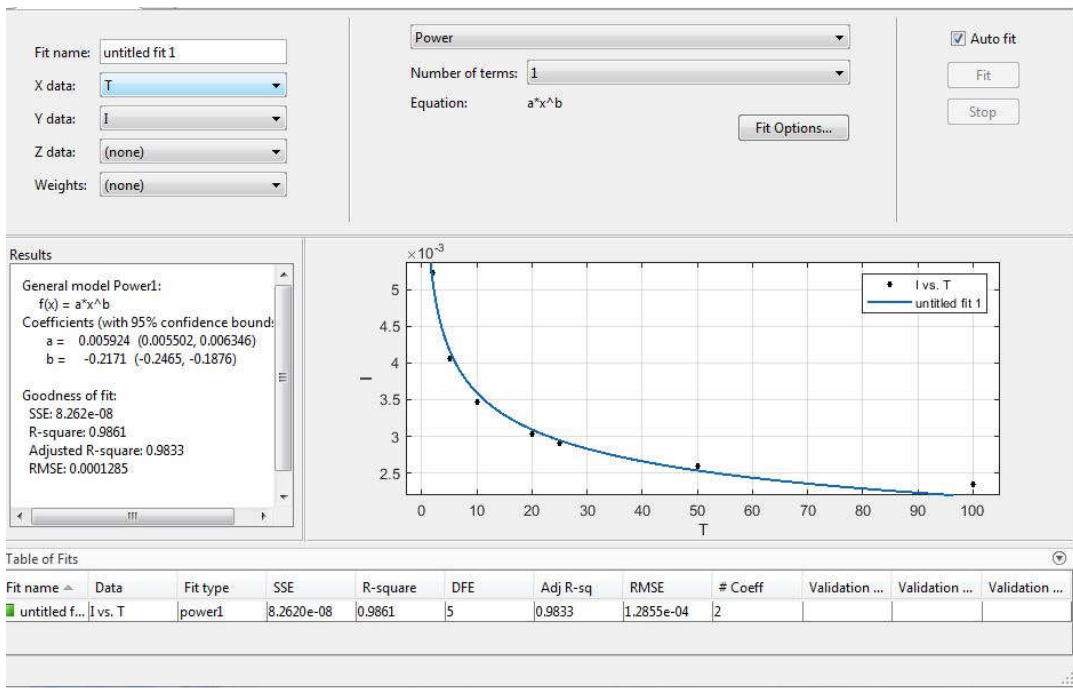 Fit name: untitled fit 1
X data: T
Y data: I
Z data: (none)
Weights: (none)
Power
Number of terms: 1
Equation: a*x^b
Fit Options...
Auto fit
Fit
Stop
Results
General model Power1:
f(x) = a*x^b
Coefficients (with 95% confidence bounds
a = 0.005924 (0.005502, 0.006346)
b = -0.2171 (-0.2465, -0.1876)
Goodness of fit:
SSE: 8.262e-08
R-square: 0.9861
Adjusted R-square: 0.9833
RMSE: 0.0001285
×10^-3
5
4.5
4
3.5
3
2.5
I
0 10 20 30 40 50 60 70 80 90 100
T
I vs. T
untitled fit 1
Table of Fits
Fit name Data Fit type SSE R-square DFE Adj R-sq RMSE # Coeff Validation ... Validation ... Validation ...
untitled f... I vs. T power1 8.2620e-08 0.9861 5 0.9833 1.2855e-04 2